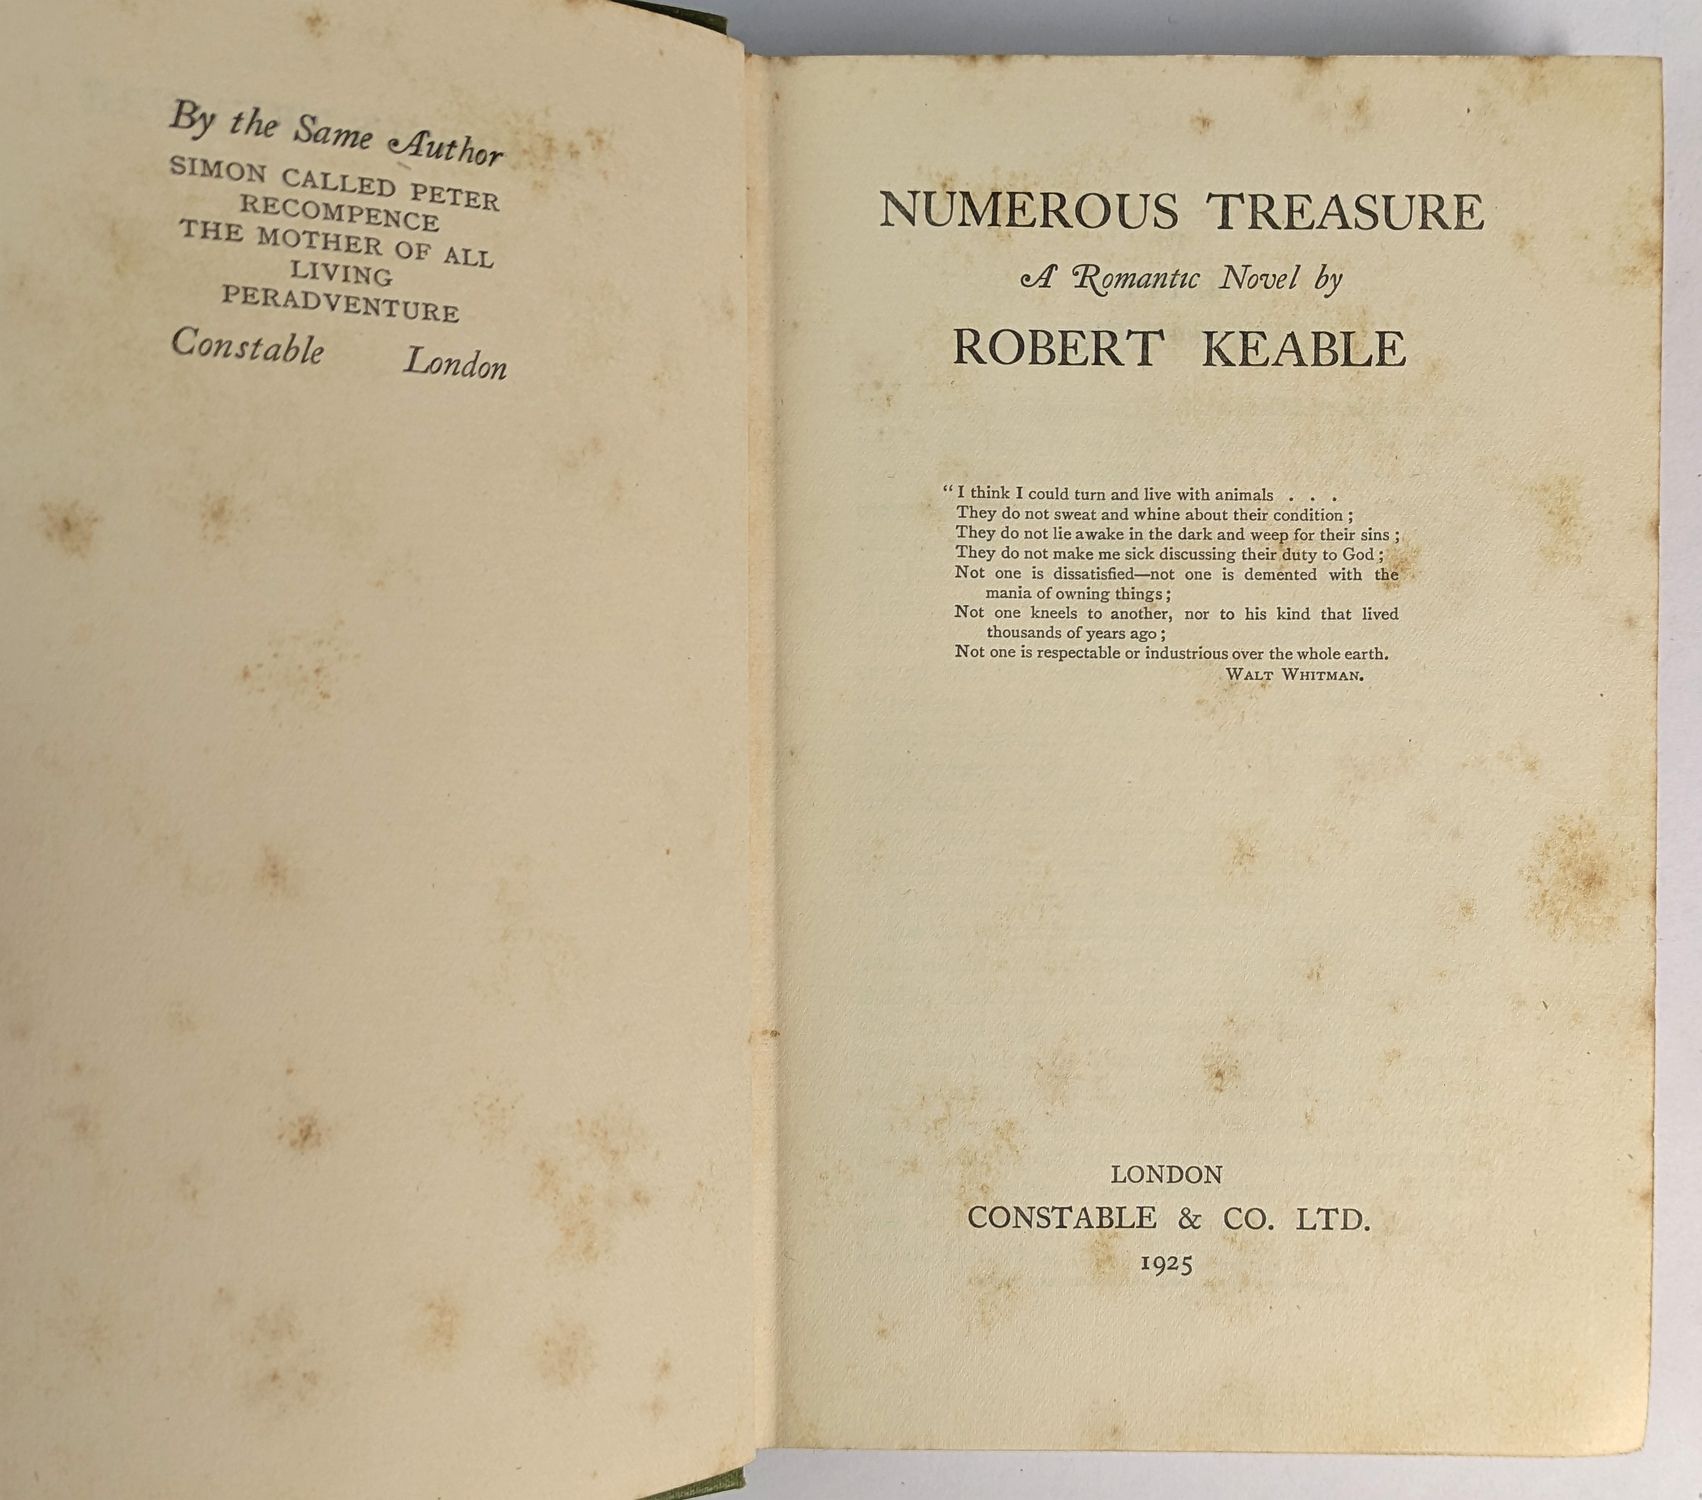 By the Same Author
SIMON CALLED PETER
RECOMPENCE
THE MOTHER OF ALL
LIVING
PERADVENTURE
Constable London
NUMEROUS TREASURE
A Romantic Novel by
ROBERT KEABLE
“I think I could turn and live with animals . . .
They do not sweat and whine about their condition ;
They do not lie awake in the dark and weep for their sins ;
They do not make me sick discussing their duty to God ;
Not one is dissatisfied—not one is demented with the
mania of owning things ;
Not one kneels to another, nor to his kind that lived
thousands of years ago ;
Not one is respectable or industrious over the whole earth.
WALT WHITMAN.
LONDON
CONSTABLE & CO. LTD.
1925